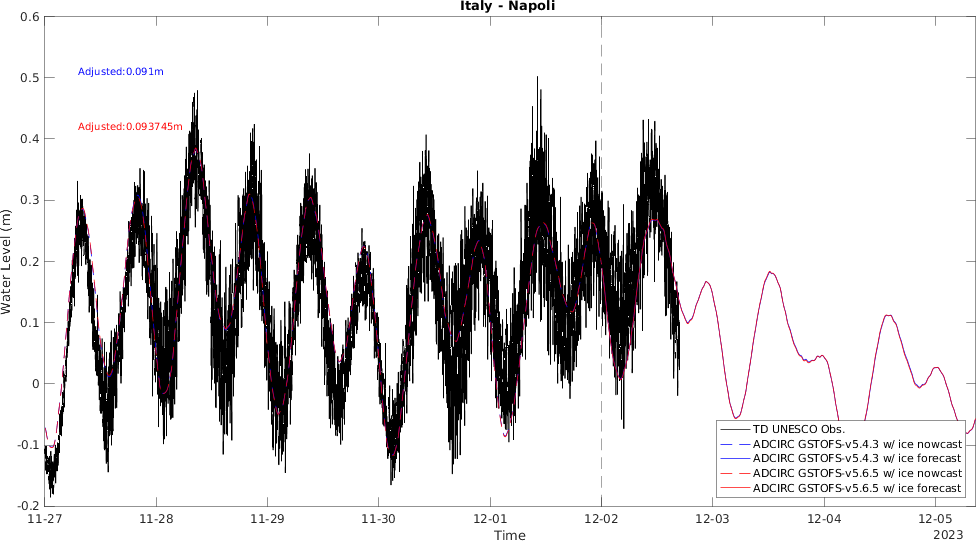 Italy - Napoli
0.6
0.5
0.4
0.3
0.2
0.1
0
-0.1
-0.2
Water Level (m)
Adjusted:0.091m
Adjusted:0.093745m
TD UNESCO Obs.
ADCIRC GSTOFS-v5.4.3 w/ ice nowcast
ADCIRC GSTOFS-v5.4.3 w/ ice forecast
ADCIRC GSTOFS-v5.6.5 w/ ice nowcast
ADCIRC GSTOFS-v5.6.5 w/ ice forecast
11-27 11-28 11-29 11-30 12-01 12-02 12-03 12-04 12-05
Time
2023